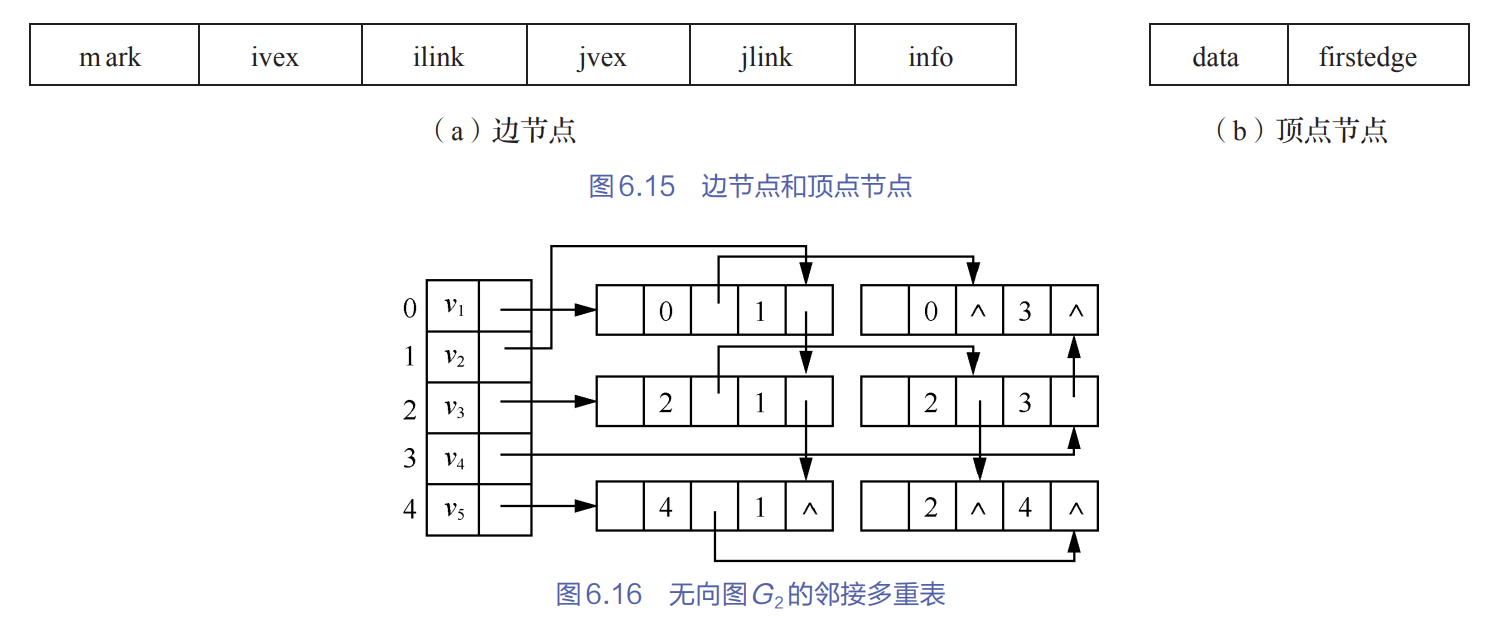 mark ivex ilink jvex jlink info data firstedge
(a)边节点 (b)顶点节点
图6.15 边节点和顶点节点
0 v₁ 0 1 0 ∧ 3 ∧
1 v₂
2 v₃ 2 1 2 3
3 v₄
4 v₅ 4 1 ∧ 2 ∧ 4 ∧
图6.16 无向图G₂的邻接多重表